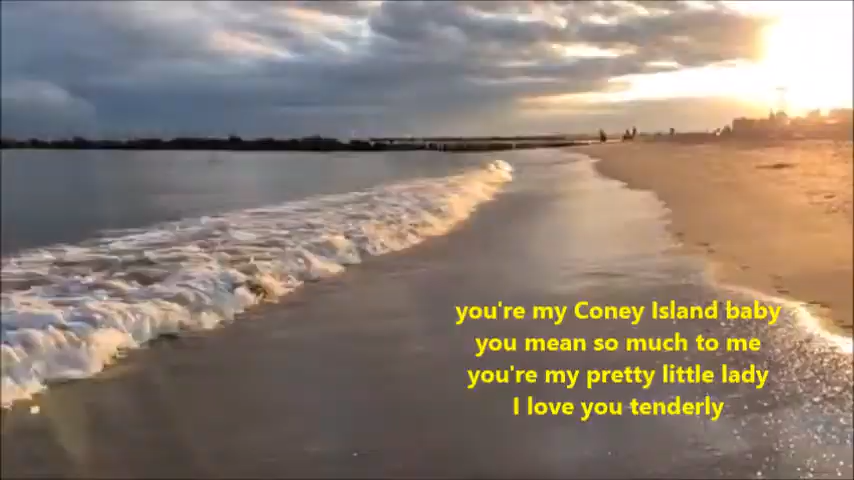 you're my Coney Island baby
you mean so much to me
you're my pretty little lady
I love you tenderly